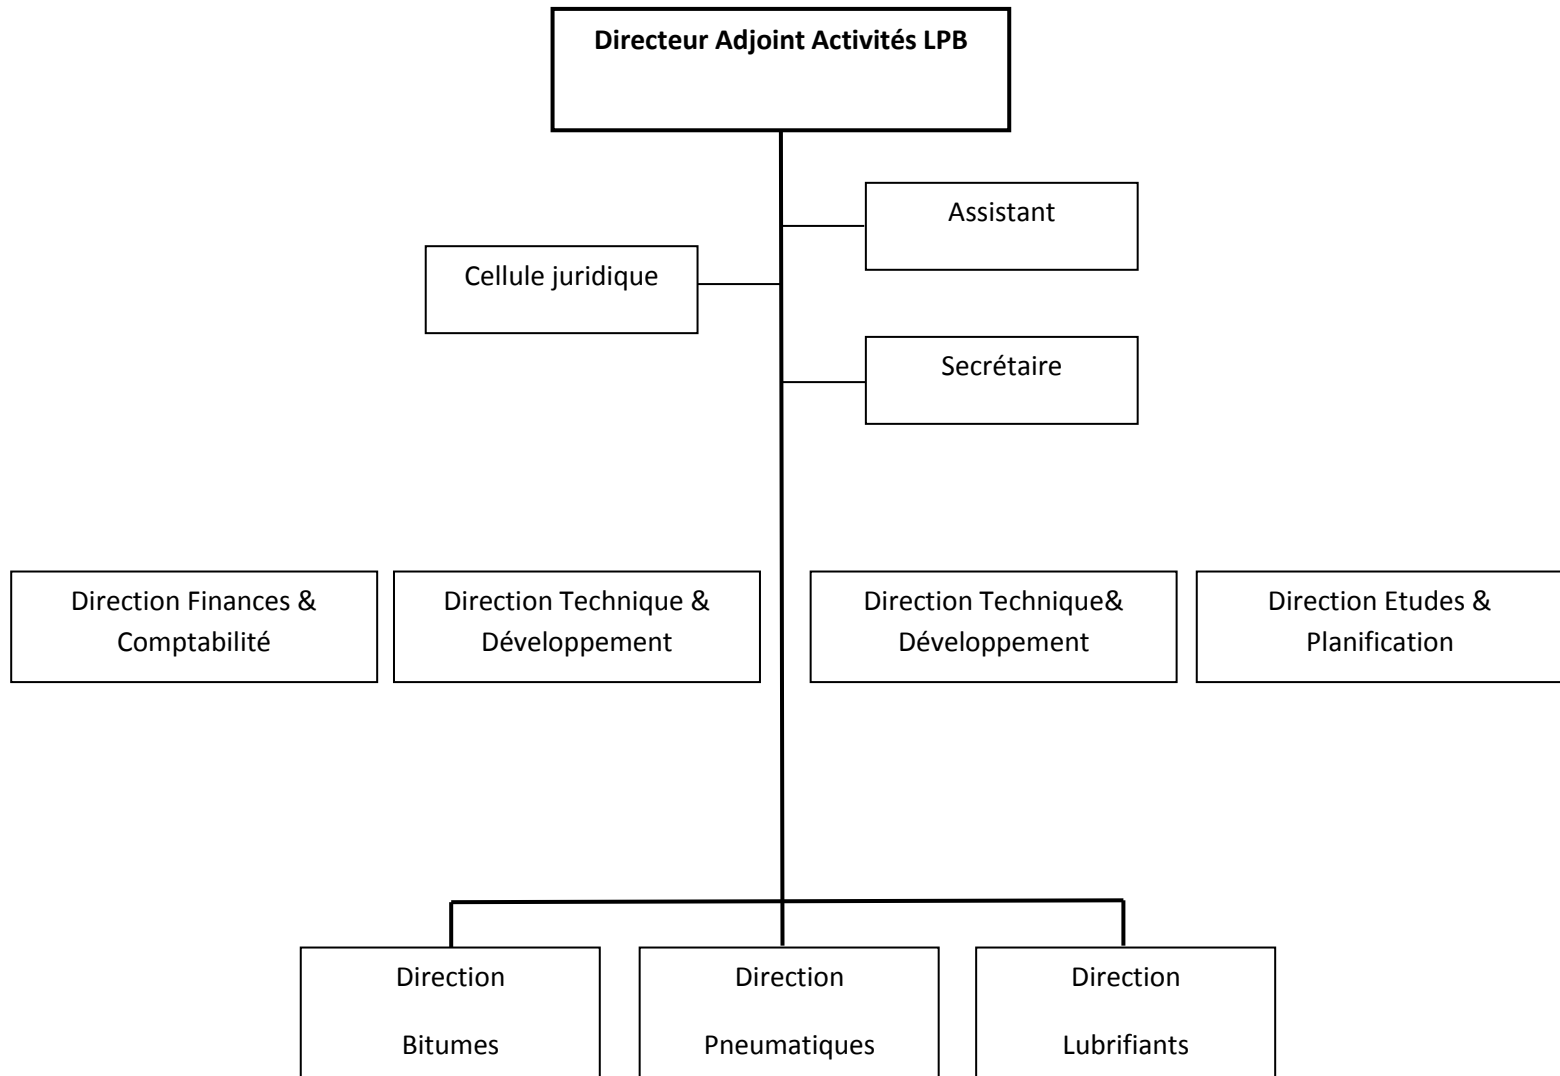 Directeur Adjoint Activités LPB
Assistant
Cellule juridique
Secrétaire
Direction Finances &
Comptabilité
Direction Technique &
Développement
Direction Technique&
Développement
Direction Etudes &
Planification
Direction
Bitumes
Direction
Pneumatiques
Direction
Lubrifiants